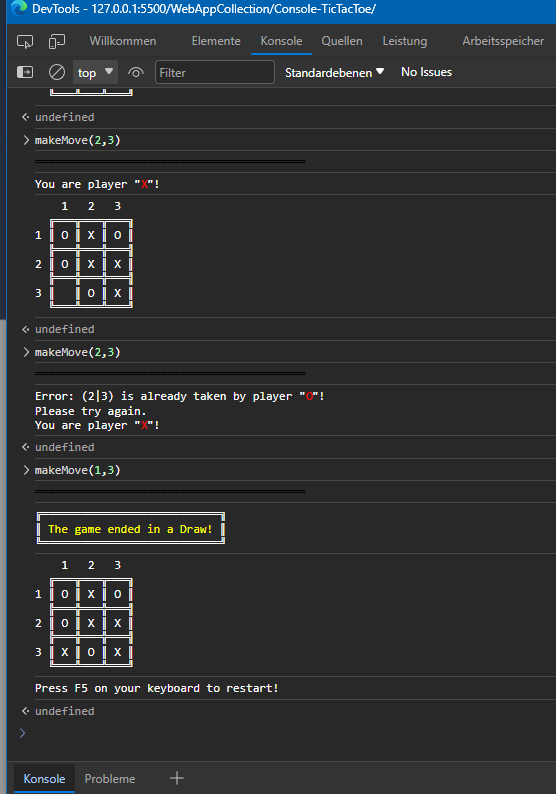 DevTools - 127.0.0.1:5500/WebAppCollection/Console-TicTacToe/
Willkommen Elemente Konsole Quellen Leistung Arbeitsspeicher
top Filter Standardebenen No Issues
undefined
makeMove(2,3)
You are player "X"!
1 2 3
1 O X O
2 O X X
3 O X
undefined
makeMove(2,3)
Error: (2|3) is already taken by player "O"!
Please try again.
You are player "X"!
undefined
makeMove(1,3)
The game ended in a Draw!
1 2 3
1 O X O
2 O X X
3 X O X
Press F5 on your keyboard to restart!
undefined
Konsole Probleme